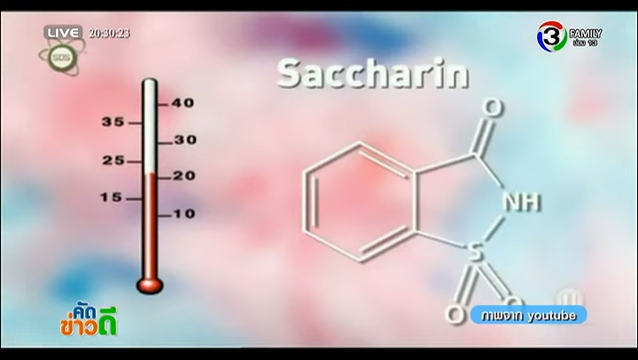 LIVE 20:30:23
3 FAMILY
ช่อง 13
Saccharin
40
35
30
25
20
15
10
O
NH
S
O
O
คัด
ข่าวดี
ภาพจาก youtube